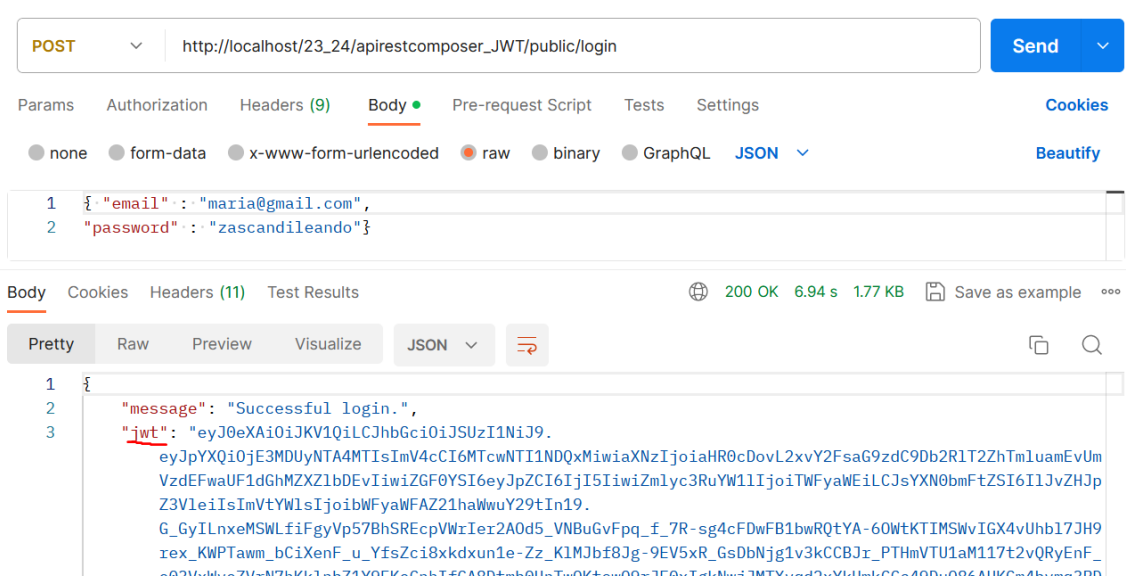 POST http://localhost/23_24/apirestcomposer_JWT/public/login Send
Params Authorization Headers (9) Body Pre-request Script Tests Settings Cookies
none form-data x-www-form-urlencoded raw binary GraphQL JSON Beautify
1 { "email" : "maria@gmail.com",
2 "password" : "zascandileando"}
Body Cookies Headers (11) Test Results 200 OK 6.94 s 1.77 KB Save as example
Pretty Raw Preview Visualize JSON
1 {
2 "message": "Successful login.",
3 "jwt": "eyJ0eXAiOiJKV1QiLCJhbGciOiJSUzI1NiJ9.
eyJpYXQiOjE3MDUyNTA4MTIsImV4cCI6MTcwNTI1NDQxMiwiaXNzIjoiaHR0cDovL2xvY2FsaG9zdC9Db2RlT2ZhTmluamEvUm
VzdEFwaUF1dGhMZXZlbDEvIiwiZGF0YSI6eyJpZCI6IjI5IiwiZmlyc3RuYW1lIjoiTWFyaWEiLCJsYXN0bmFtZSI6IlJvZHJp
Z3VleiIsImVtYWlsIjoibWFyaWFAZ21haWwuY29tIn19.
G_GyILnxeMSWLfiFgyVp57BhSREcpVWrIer2AOd5_VNBuGvFpq_f_7R-sg4cFDwFB1bwRQtYA-6OWtKTIMSWvIGX4vUhbl7JH9
rex_KWPTawm_bCiXenF_u_YfsZci8xkdxun1e-Zz_KlMJbf8Jg-9EV5xR_GsDbNjg1v3kCCBJr_PTHmVTU1aM117t2vQRyEnF_